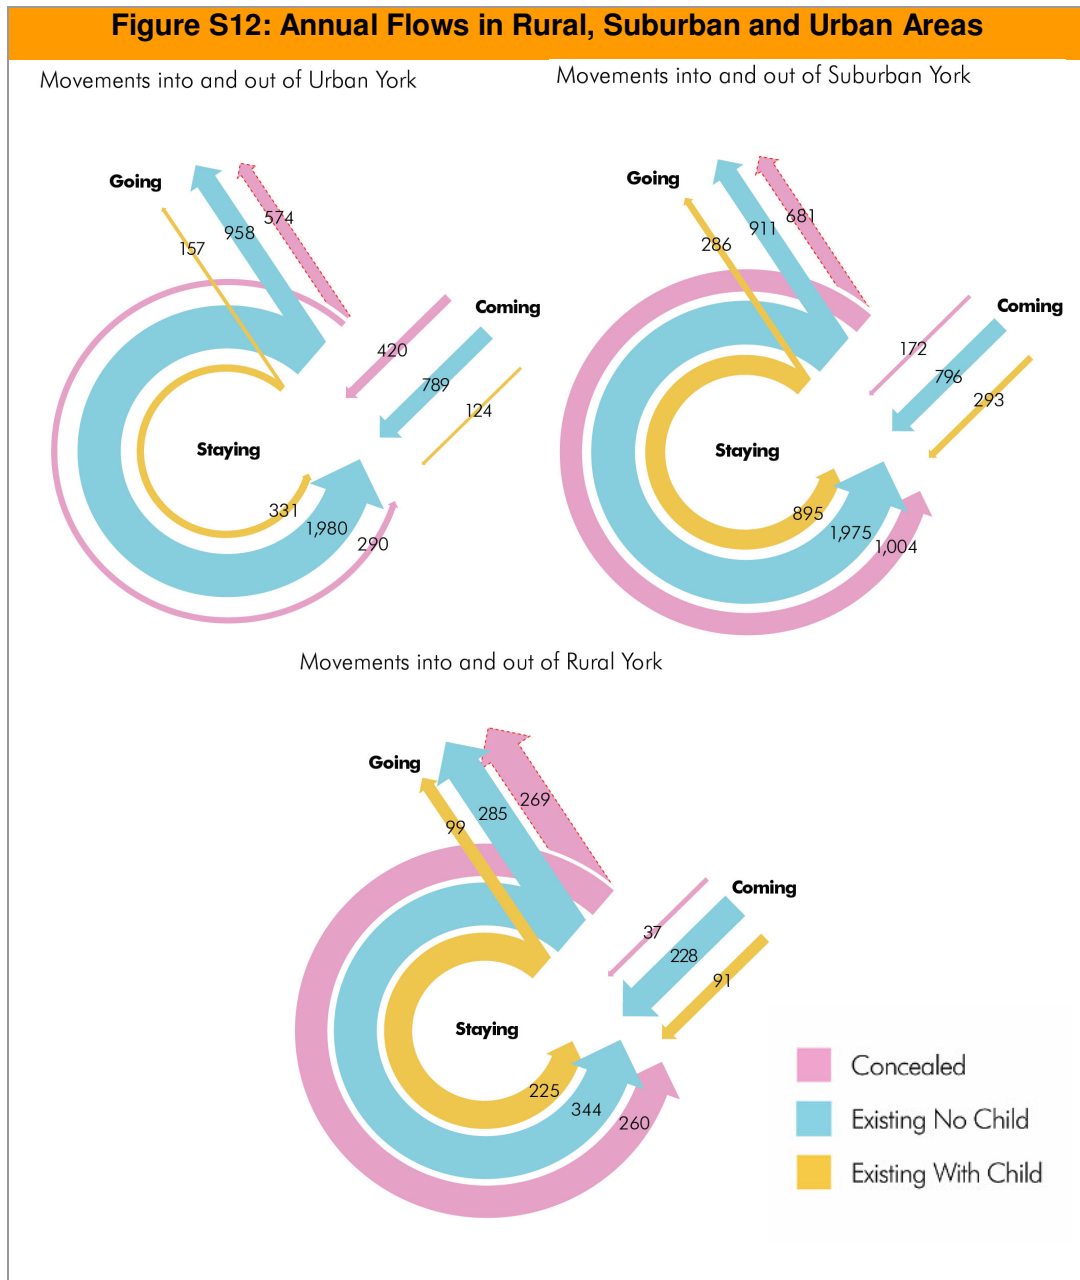 Figure S12: Annual Flows in Rural, Suburban and Urban Areas
Movements into and out of Urban York
Going
574
958
157
Coming
420
789
124
Staying
331
1,980
290
Movements into and out of Suburban York
Going
681
911
286
Coming
172
796
293
Staying
895
1,975
1,004
Movements into and out of Rural York
Going
269
285
99
Coming
37
228
91
Staying
225
344
260
Concealed
Existing No Child
Existing With Child